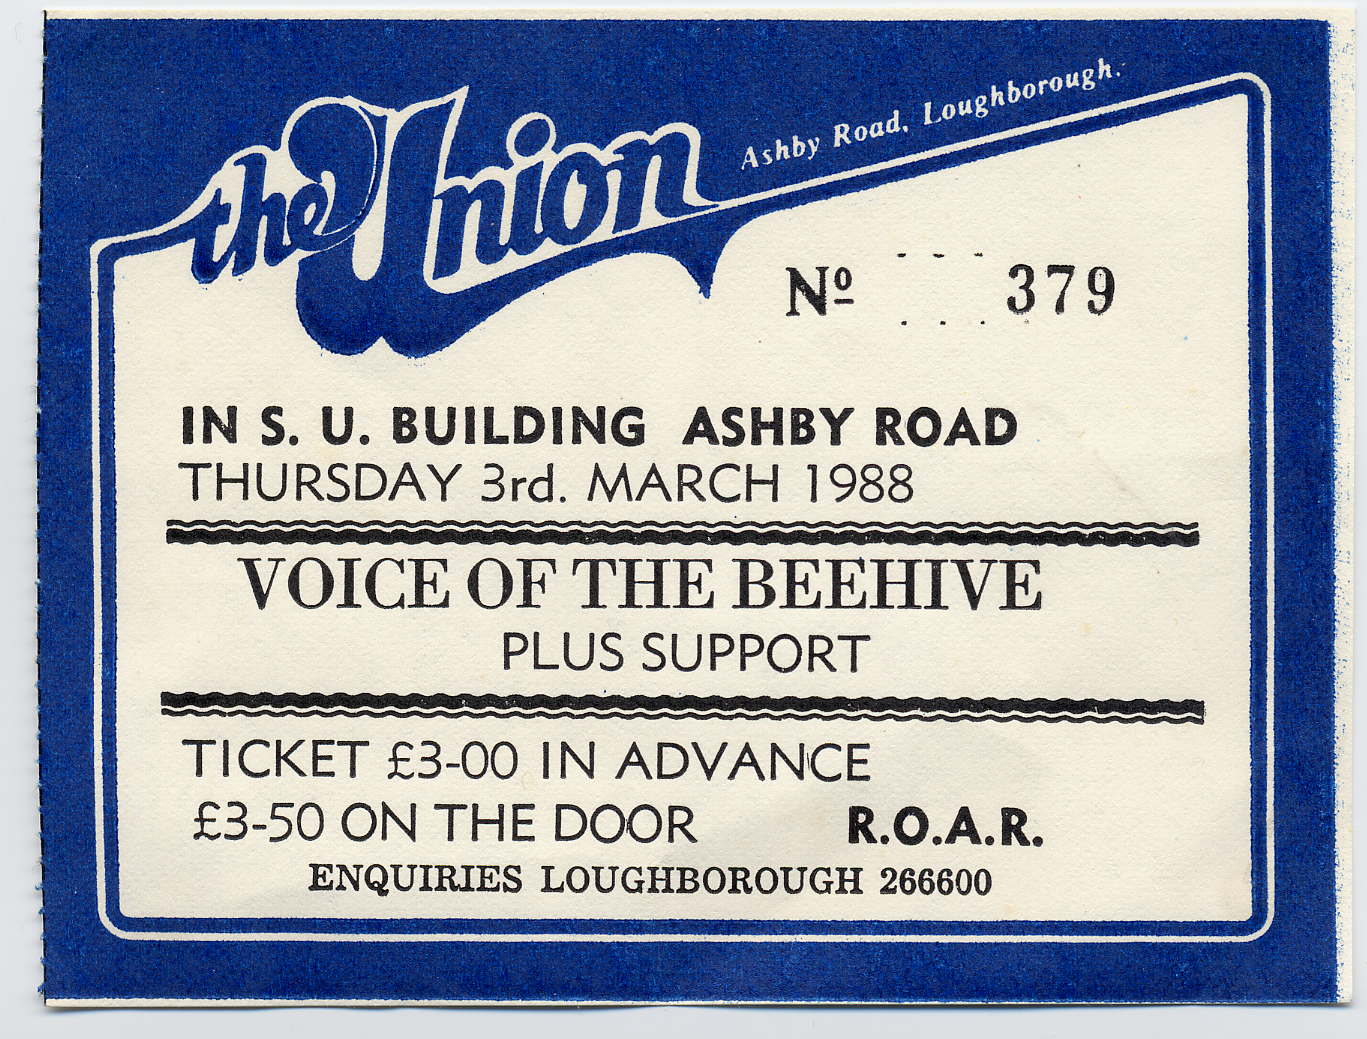 the Union
Ashby Road, Loughborough.
Nº 379
IN S. U. BUILDING ASHBY ROAD
THURSDAY 3rd. MARCH 1988
VOICE OF THE BEEHIVE
PLUS SUPPORT
TICKET £3-00 IN ADVANCE
£3-50 ON THE DOOR R.O.A.R.
ENQUIRIES LOUGHBOROUGH 266600